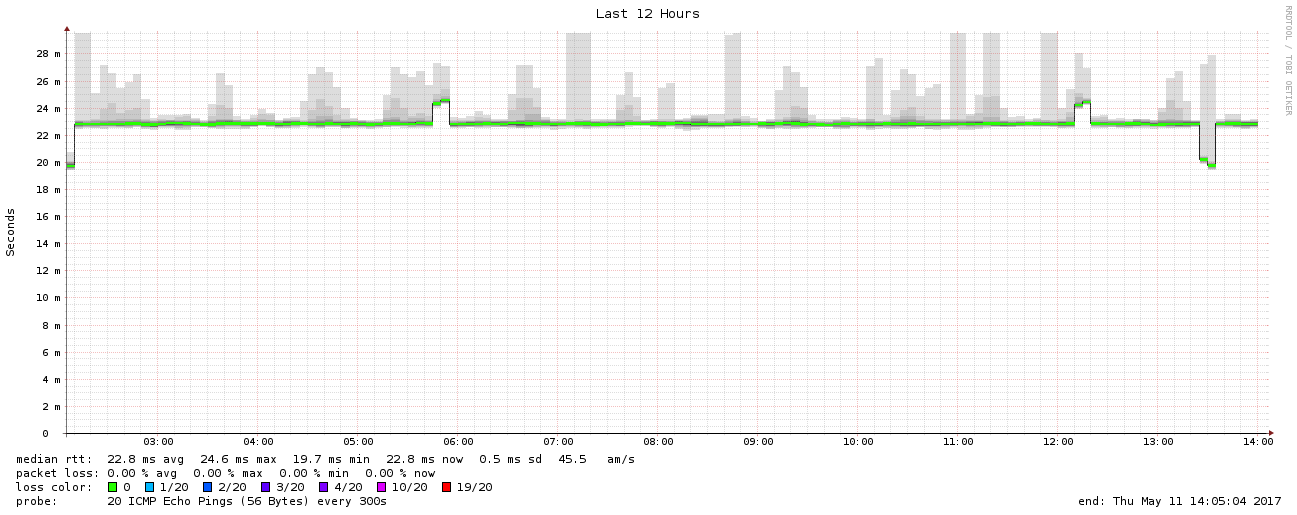 Last 12 Hours
RRDTOOL / TOBI OETIKER
Seconds
28 m
26 m
24 m
22 m
20 m
18 m
16 m
14 m
12 m
10 m
8 m
6 m
4 m
2 m
0
03:00 04:00 05:00 06:00 07:00 08:00 09:00 10:00 11:00 12:00 13:00 14:00
median rtt: 22.8 ms avg 24.6 ms max 19.7 ms min 22.8 ms now 0.5 ms sd 45.5 am/s
packet loss: 0.00 % avg 0.00 % max 0.00 % min 0.00 % now
loss color: 0 1/20 2/20 3/20 4/20 10/20 19/20
probe: 20 ICMP Echo Pings (56 Bytes) every 300s end: Thu May 11 14:05:04 2017